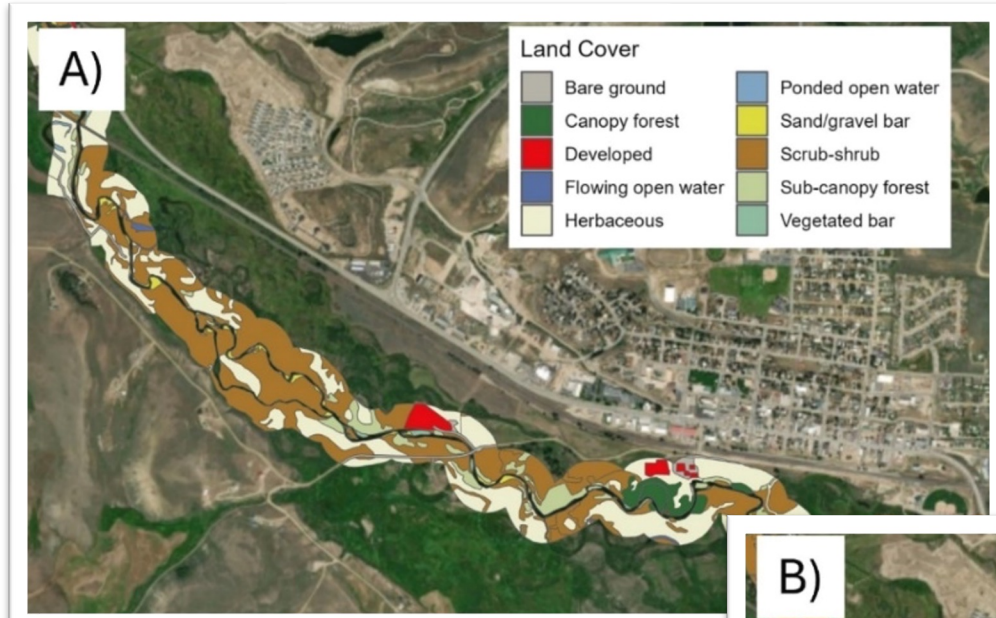 A)
Land Cover
Bare ground
Canopy forest
Developed
Flowing open water
Herbaceous
Ponded open water
Sand/gravel bar
Scrub-shrub
Sub-canopy forest
Vegetated bar
B)